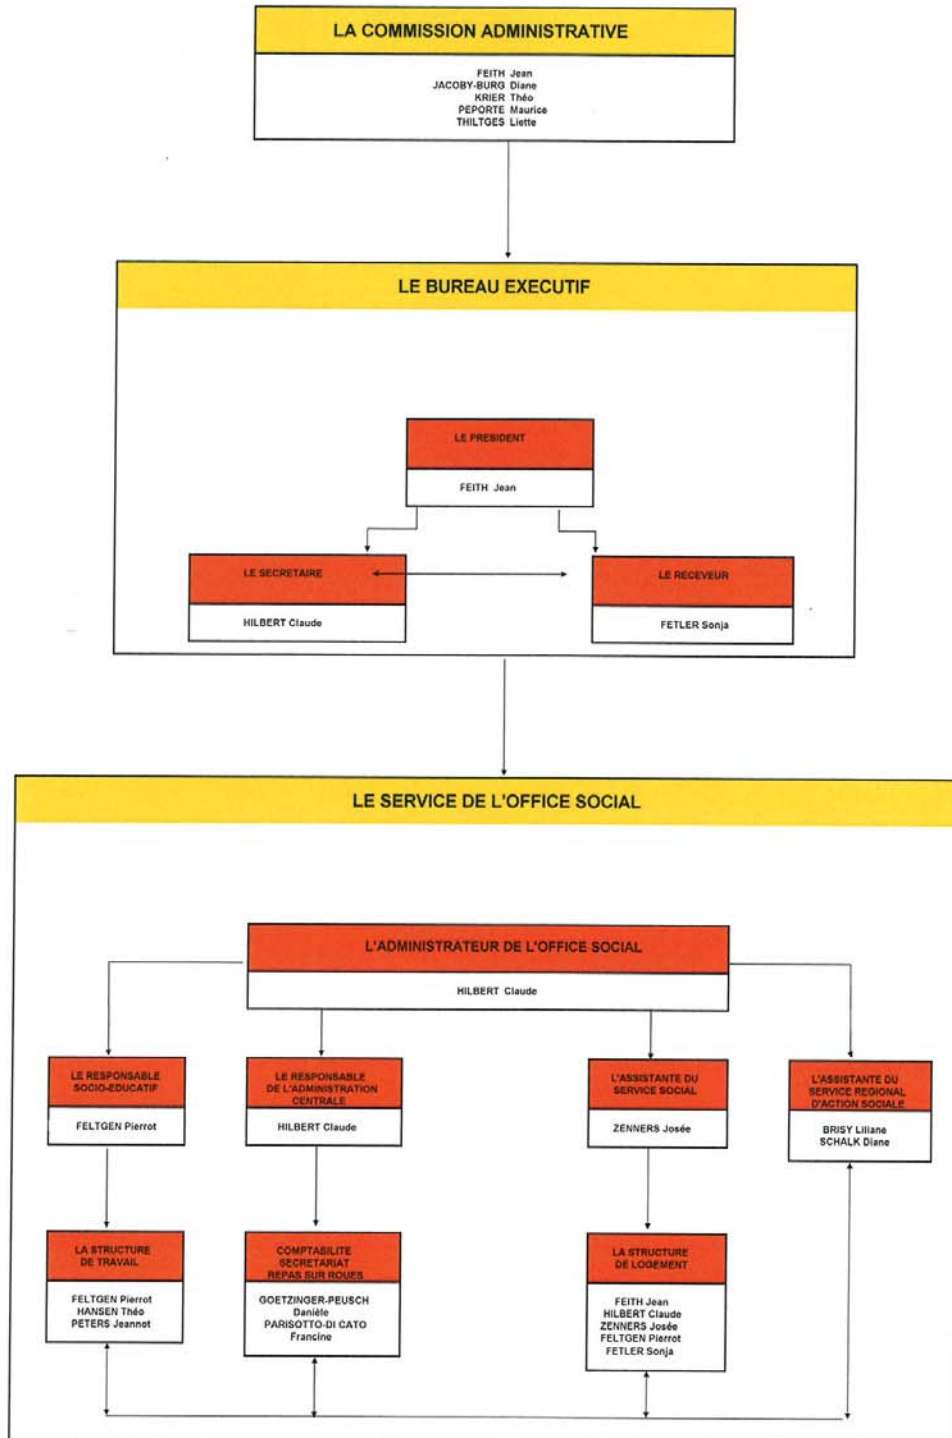 LA COMMISSION ADMINISTRATIVE
FEITH Jean
JACOBY-BURG Diane
KRIER Théo
PEPORTE Maurice
THILTGES Liette
LE BUREAU EXECUTIF
LE PRESIDENT
FEITH Jean
LE SECRETAIRE
HILBERT Claude
LE RECEVEUR
FETLER Sonja
LE SERVICE DE L'OFFICE SOCIAL
L'ADMINISTRATEUR DE L'OFFICE SOCIAL
HILBERT Claude
LE RESPONSABLE
SOCIO-EDUCATIF
FELTGEN Pierrot
LE RESPONSABLE
DE L'ADMINISTRATION
CENTRALE
HILBERT Claude
L'ASSISTANTE DU
SERVICE SOCIAL
ZENNERS Josée
L'ASSISTANTE DU
SERVICE REGIONAL
D'ACTION SOCIALE
BRISY Liliane
SCHALK Diane
LA STRUCTURE
DE TRAVAIL
FELTGEN Pierrot
HANSEN Théo
PETERS Jeannot
COMPTABILITE
SECRETARIAT
REPAS SUR ROUES
GOETZINGER-PEUSCH
Danièle
PARISOTTO-DI CATO
Francine
LA STRUCTURE
DE LOGEMENT
FEITH Jean
HILBERT Claude
ZENNERS Josée
FELTGEN Pierrot
FETLER Sonja